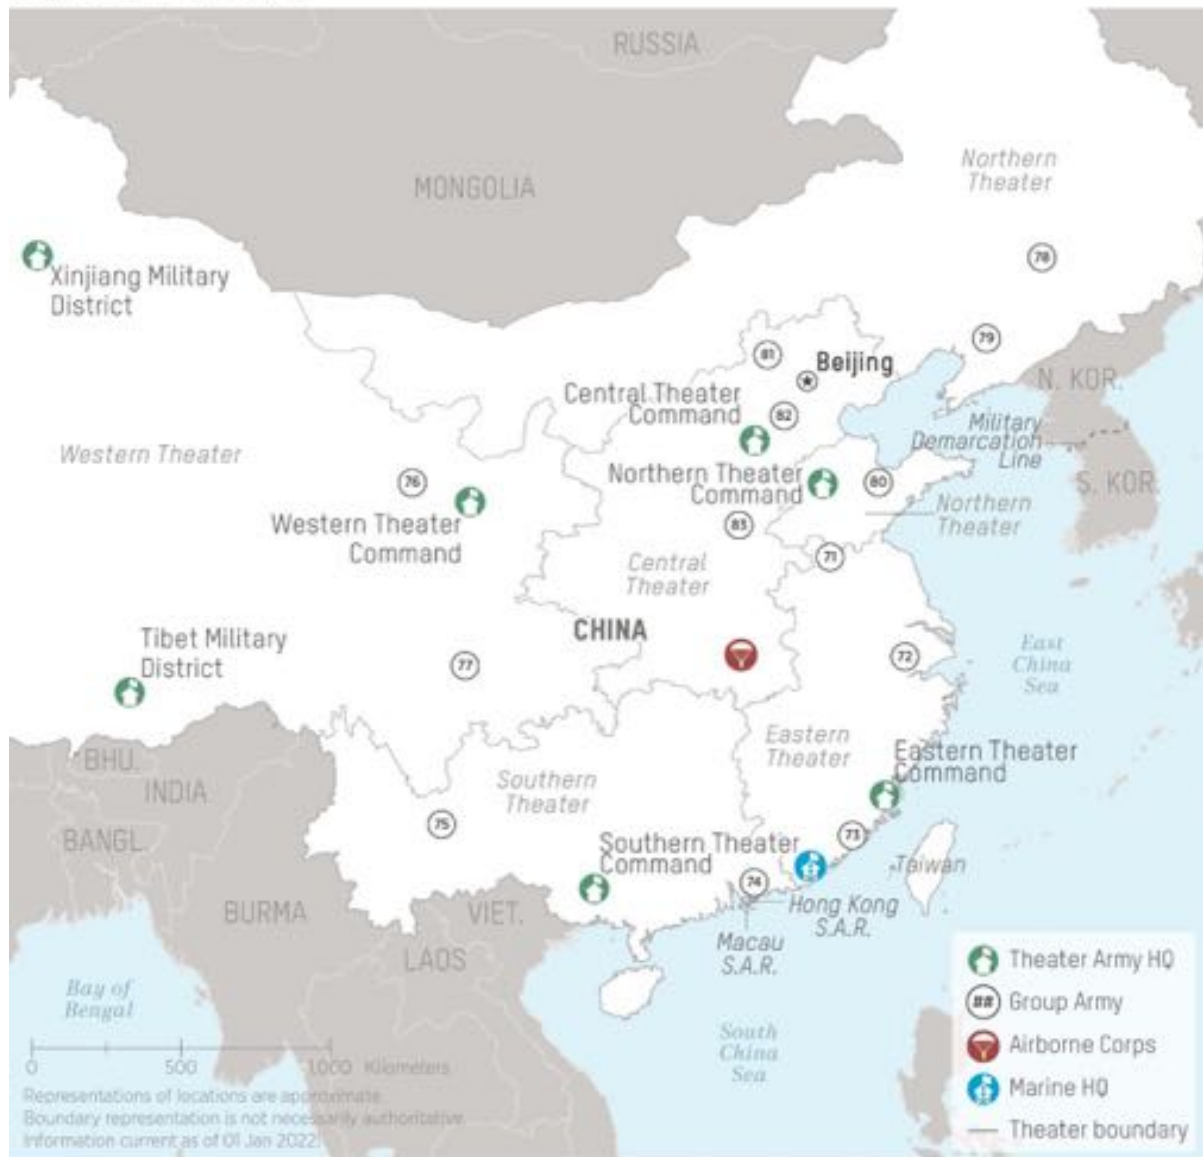 RUSSIA
MONGOLIA
Northern
Theater
78
Xinjiang Military
District
79
81
Beijing
N. KOR.
Central Theater
Command
82
Military
Demarcation
Line
Western Theater
S. KOR.
76
Northern Theater
Command
80
Northern
Theater
Western Theater
Command
83
71
Central
Theater
CHINA
Tibet Military
District
77
72
East
China
Sea
BHU.
INDIA
BANGL.
Southern
Theater
Eastern
Theater
Eastern Theater
Command
75
73
Southern Theater
Command
74
Taiwan
BURMA
VIET.
Hong Kong
S.A.R.
Macau
S.A.R.
LAOS
Bay of
Bengal
South
China
Sea
0 500 1,000 Kilometers
Representations of locations are approximate.
Boundary representation is not necessarily authoritative.
Information current as of 01 Jan 2022.
Theater Army HQ
## Group Army
Airborne Corps
Marine HQ
Theater boundary